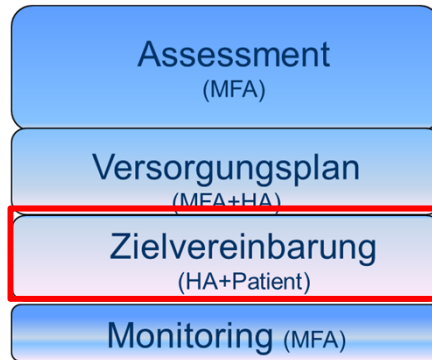 Assessment
(MFA)
Versorgungsplan
(MFA+HA)
Zielvereinbarung
(HA+Patient)
Monitoring (MFA)